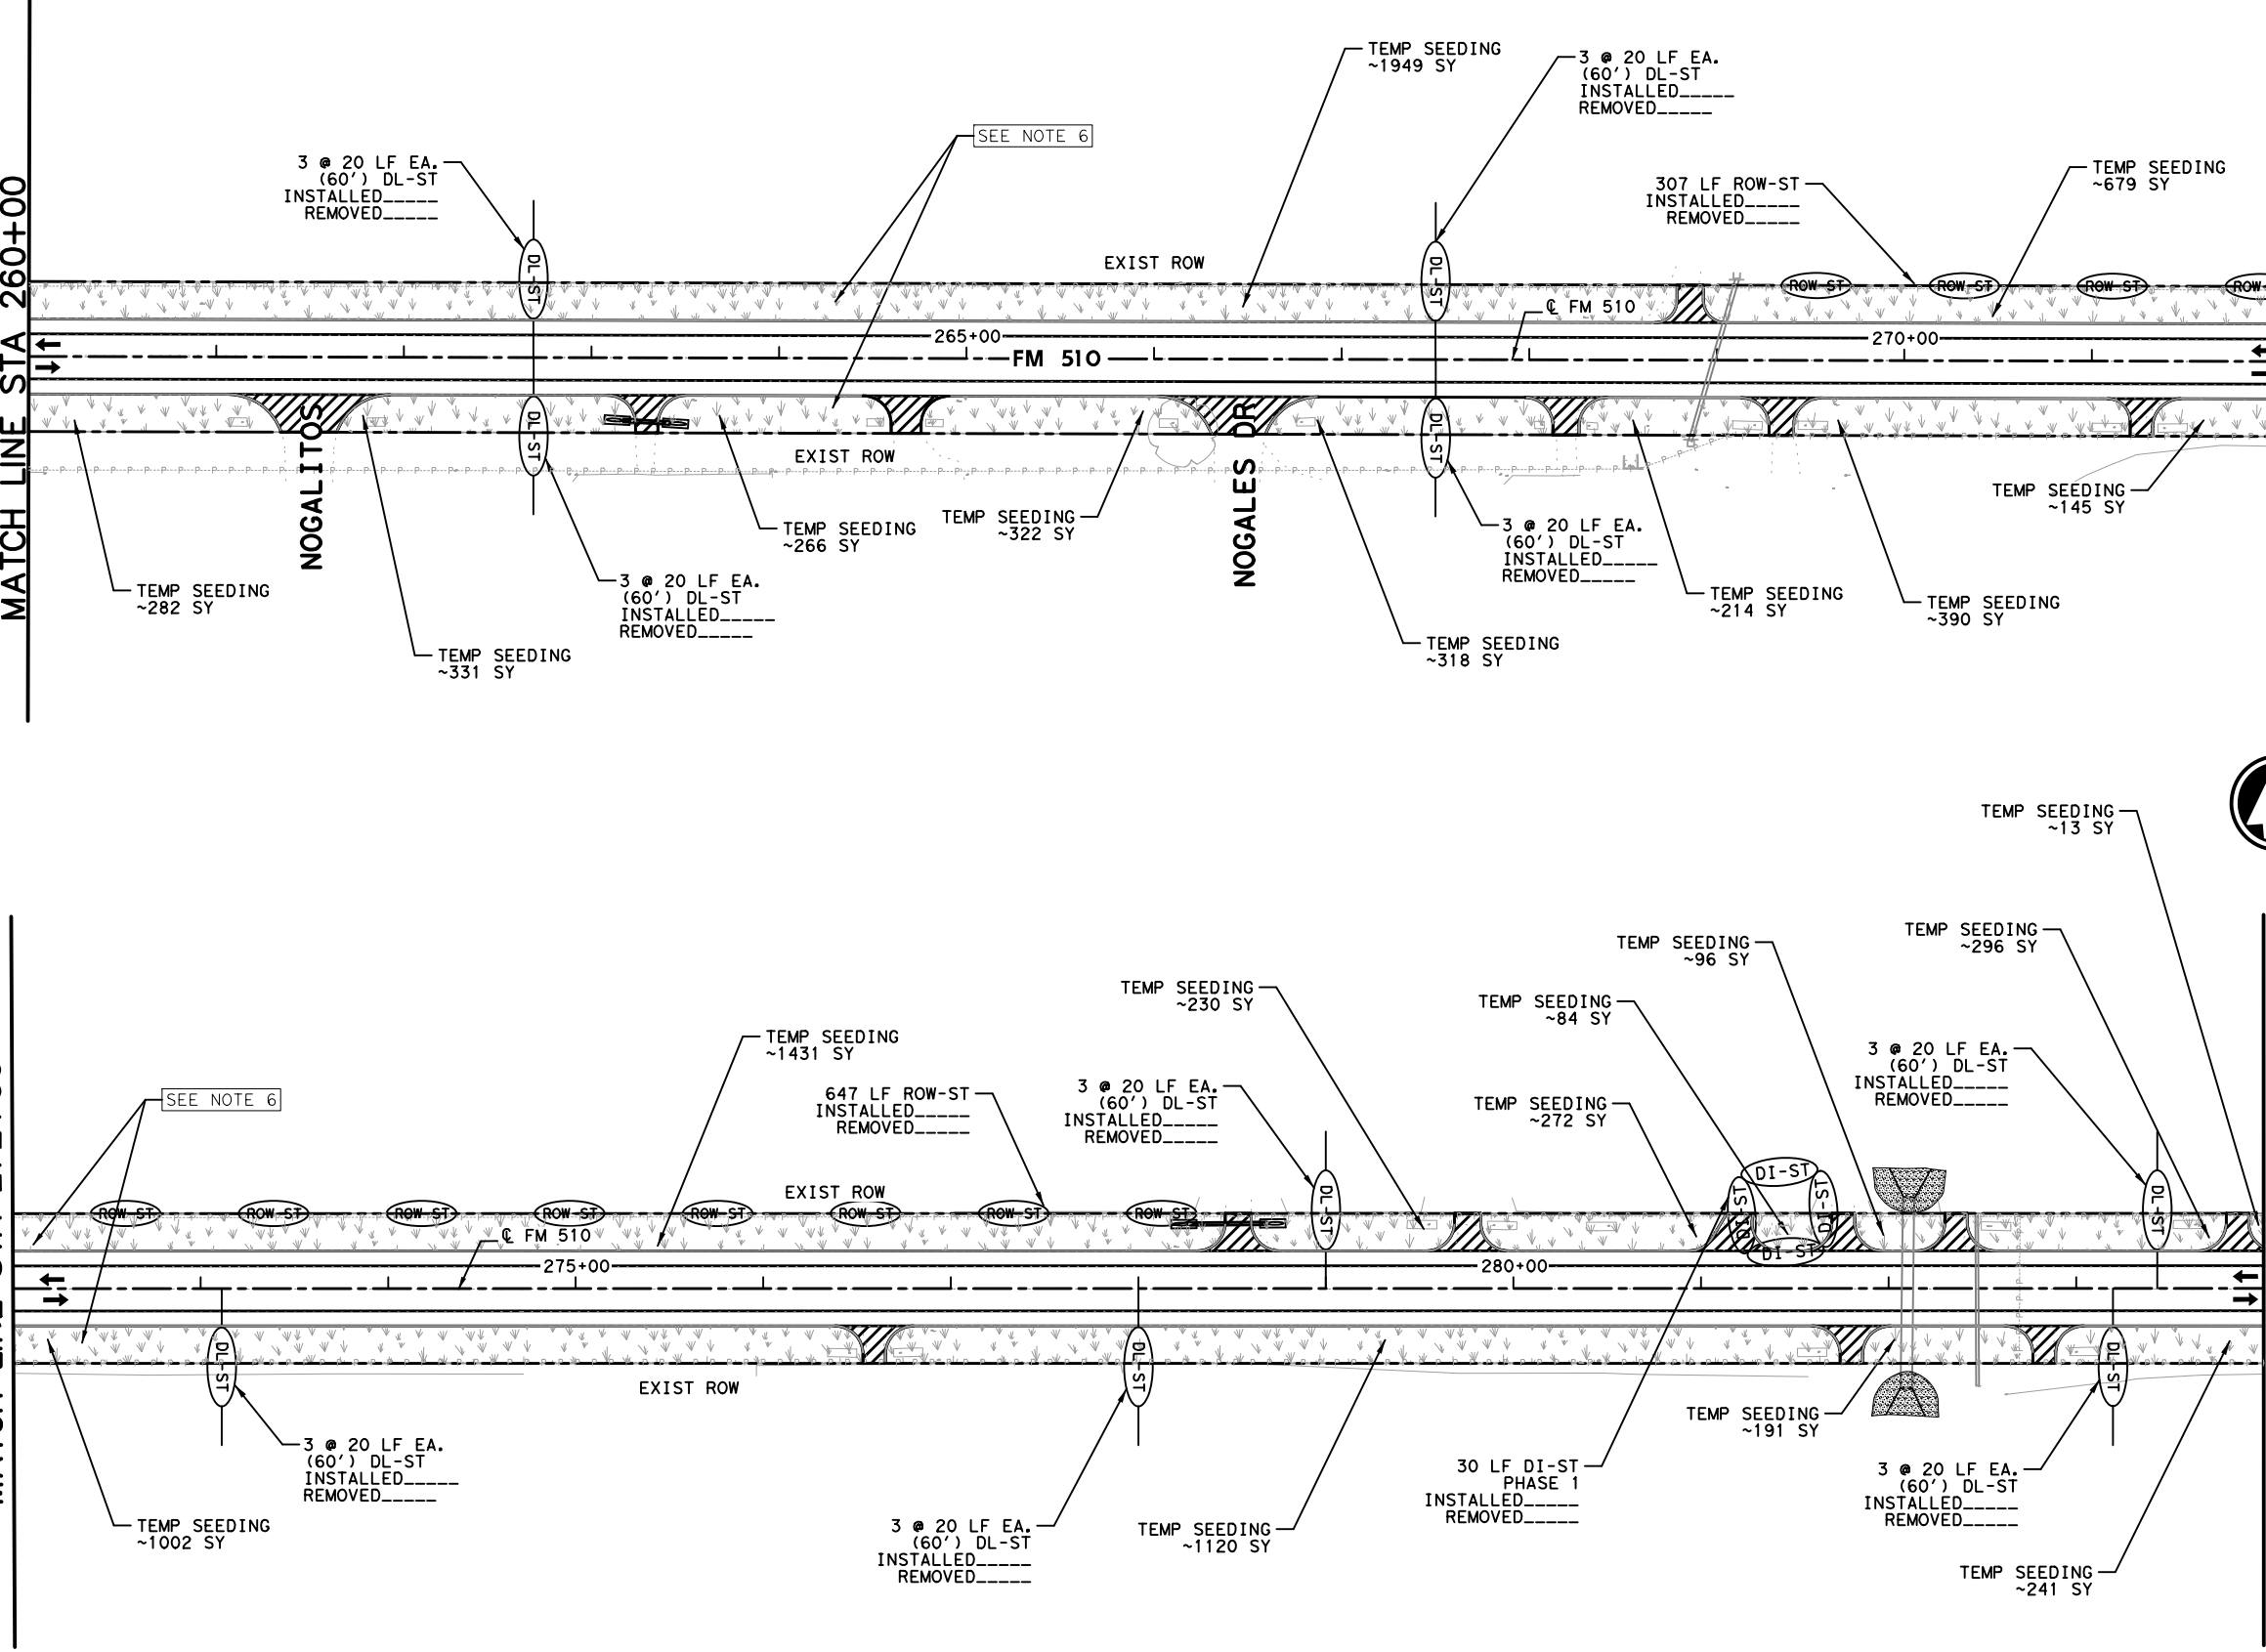 MATCH LINE STA 260+00
TEMP SEEDING
~1949 SY
3 @ 20 LF EA.
(60') DL-ST
INSTALLED_____
REMOVED_____
SEE NOTE 6
3 @ 20 LF EA.
(60') DL-ST
INSTALLED_____
REMOVED_____
307 LF ROW-ST
INSTALLED_____
REMOVED_____
TEMP SEEDING
~679 SY
EXIST ROW
DL-ST
DL-ST
ROW-ST
ROW-ST
ROW-ST
ROW-
℄ FM 510
265+00
270+00
FM 510
DL-ST
DL-ST
NOGALITOS
NOGALES DR
EXIST ROW
TEMP SEEDING
~145 SY
TEMP SEEDING
~322 SY
TEMP SEEDING
~266 SY
3 @ 20 LF EA.
(60') DL-ST
INSTALLED_____
REMOVED_____
3 @ 20 LF EA.
(60') DL-ST
INSTALLED_____
REMOVED_____
TEMP SEEDING
~282 SY
TEMP SEEDING
~214 SY
TEMP SEEDING
~390 SY
TEMP SEEDING
~331 SY
TEMP SEEDING
~318 SY
TEMP SEEDING
~13 SY
TEMP SEEDING
~296 SY
TEMP SEEDING
~96 SY
TEMP SEEDING
~230 SY
TEMP SEEDING
~84 SY
TEMP SEEDING
~1431 SY
3 @ 20 LF EA.
(60') DL-ST
INSTALLED_____
REMOVED_____
SEE NOTE 6
647 LF ROW-ST
INSTALLED_____
REMOVED_____
3 @ 20 LF EA.
(60') DL-ST
INSTALLED_____
REMOVED_____
TEMP SEEDING
~272 SY
EXIST ROW
ROW-ST
ROW-ST
ROW-ST
ROW-ST
ROW-ST
ROW-ST
ROW-ST
ROW-ST
DL-ST
DI-ST
DI-ST
DI-ST
DI-ST
DL-ST
℄ FM 510
275+00
280+00
DL-ST
DL-ST
DL-ST
EXIST ROW
TEMP SEEDING
~191 SY
3 @ 20 LF EA.
(60') DL-ST
INSTALLED_____
REMOVED_____
30 LF DI-ST
PHASE 1
INSTALLED_____
REMOVED_____
3 @ 20 LF EA.
(60') DL-ST
INSTALLED_____
REMOVED_____
TEMP SEEDING
~1002 SY
3 @ 20 LF EA.
(60') DL-ST
INSTALLED_____
REMOVED_____
TEMP SEEDING
~1120 SY
TEMP SEEDING
~241 SY